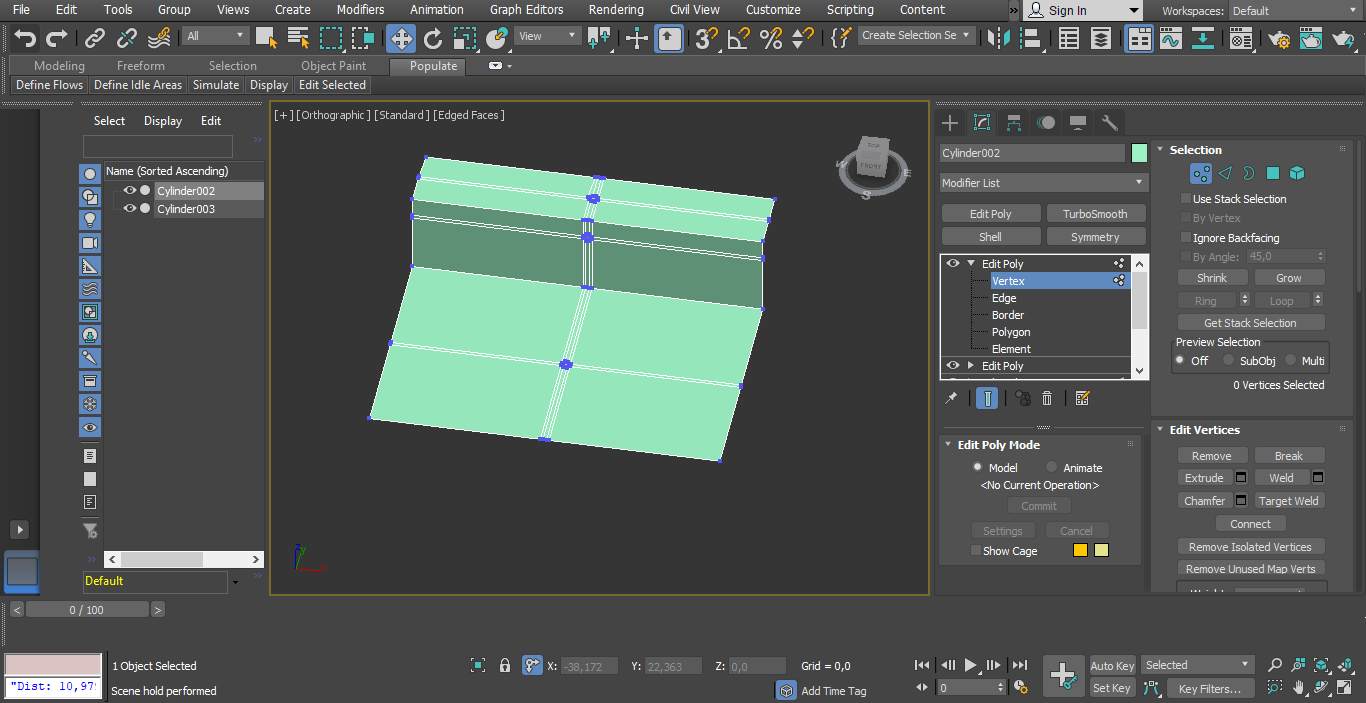 File Edit Tools Group Views Create Modifiers Animation Graph Editors Rendering Civil View Customize Scripting Content » Sign In Workspaces: Default
All View 3 Create Selection Se
Modeling Freeform Selection Object Paint Populate
Define Flows Define Idle Areas Simulate Display Edit Selected
Select Display Edit
Name (Sorted Ascending)
Cylinder002
Cylinder003
Default
[+] [Orthographic] [Standard] [Edged Faces]
TOP
FRONT
W
E
S
y
Cylinder002
Modifier List
Edit Poly TurboSmooth
Shell Symmetry
Edit Poly
Vertex
Edge
Border
Polygon
Element
Edit Poly
Edit Poly Mode
Model Animate
<No Current Operation>
Commit
Settings Cancel
Show Cage
Selection
Use Stack Selection
By Vertex
Ignore Backfacing
By Angle: 45,0
Shrink Grow
Ring Loop
Get Stack Selection
Preview Selection
Off SubObj Multi
0 Vertices Selected
Edit Vertices
Remove Break
Extrude Weld
Chamfer Target Weld
Connect
Remove Isolated Vertices
Remove Unused Map Verts
< 0 / 100 >
1 Object Selected X: -38,172 Y: 22,363 Z: 0,0 Grid = 0,0 Auto Key Selected
"Dist: 10,97 Scene hold performed Add Time Tag 0 Set Key Key Filters...